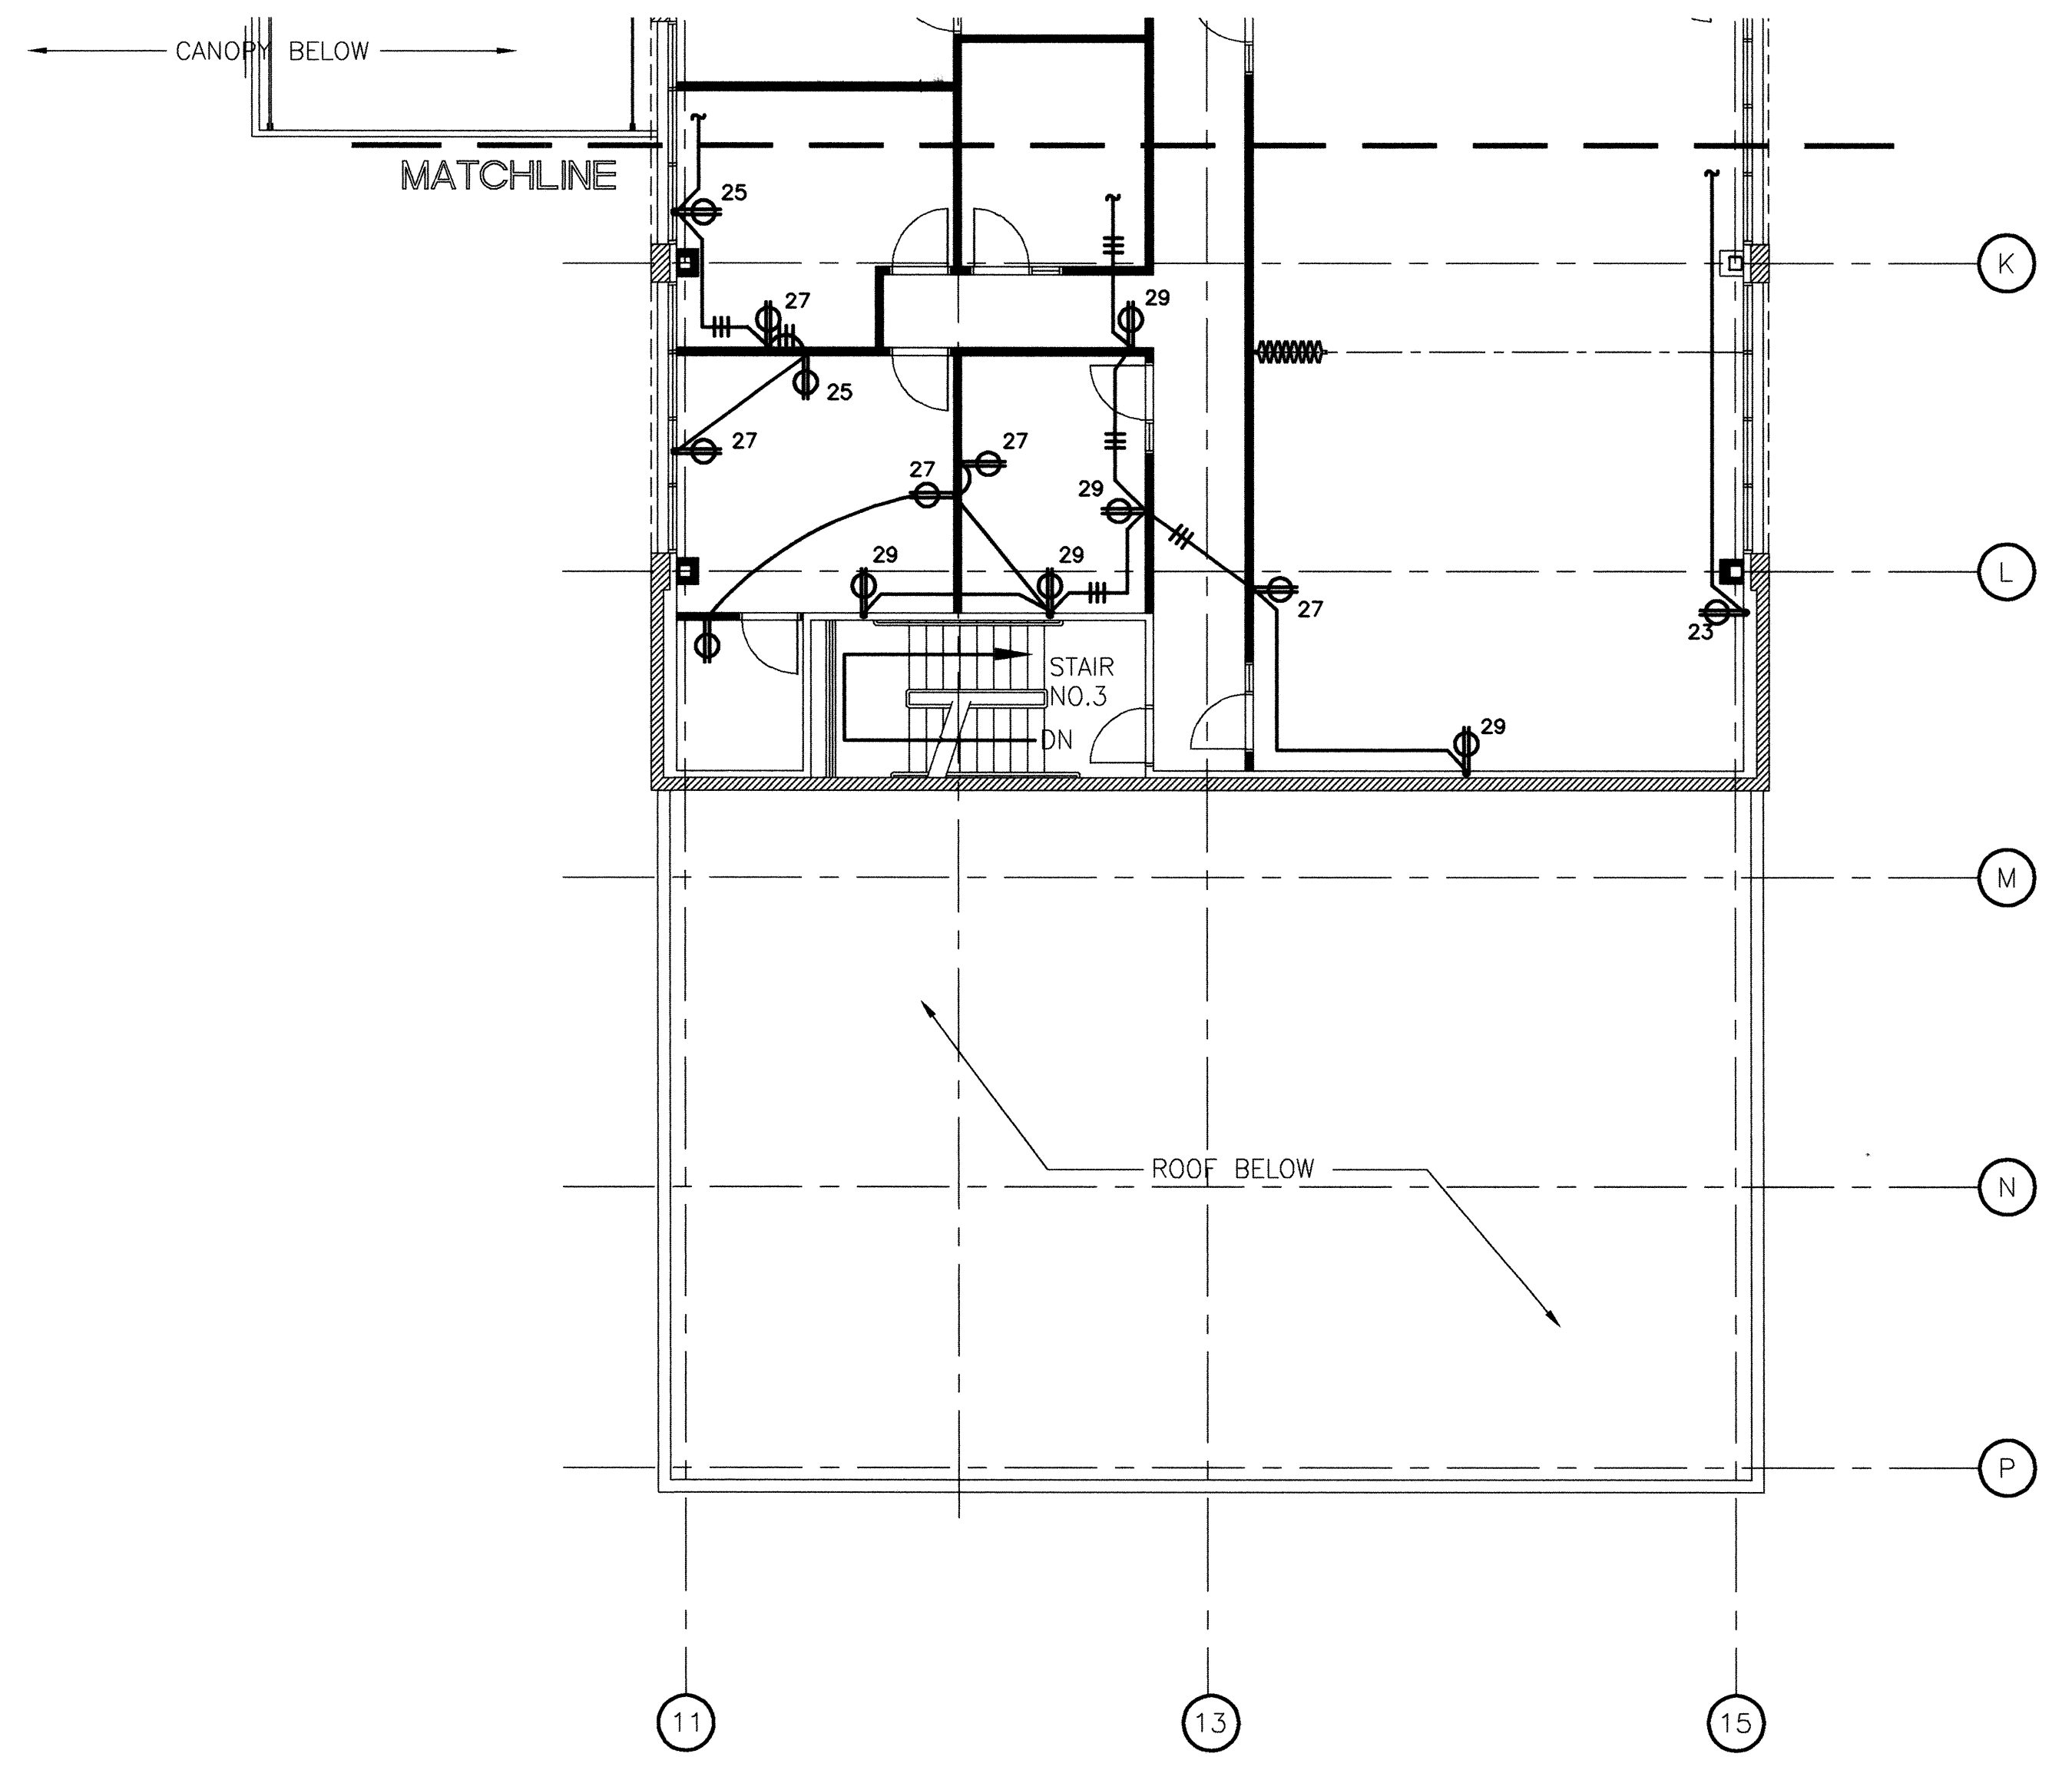 CANOPY BELOW
MATCHLINE
25
K
27
29
25
27
27
27
29
29
29
L
27
23
STAIR
NO.3
DN
29
M
ROOF BELOW
N
P
11
13
15